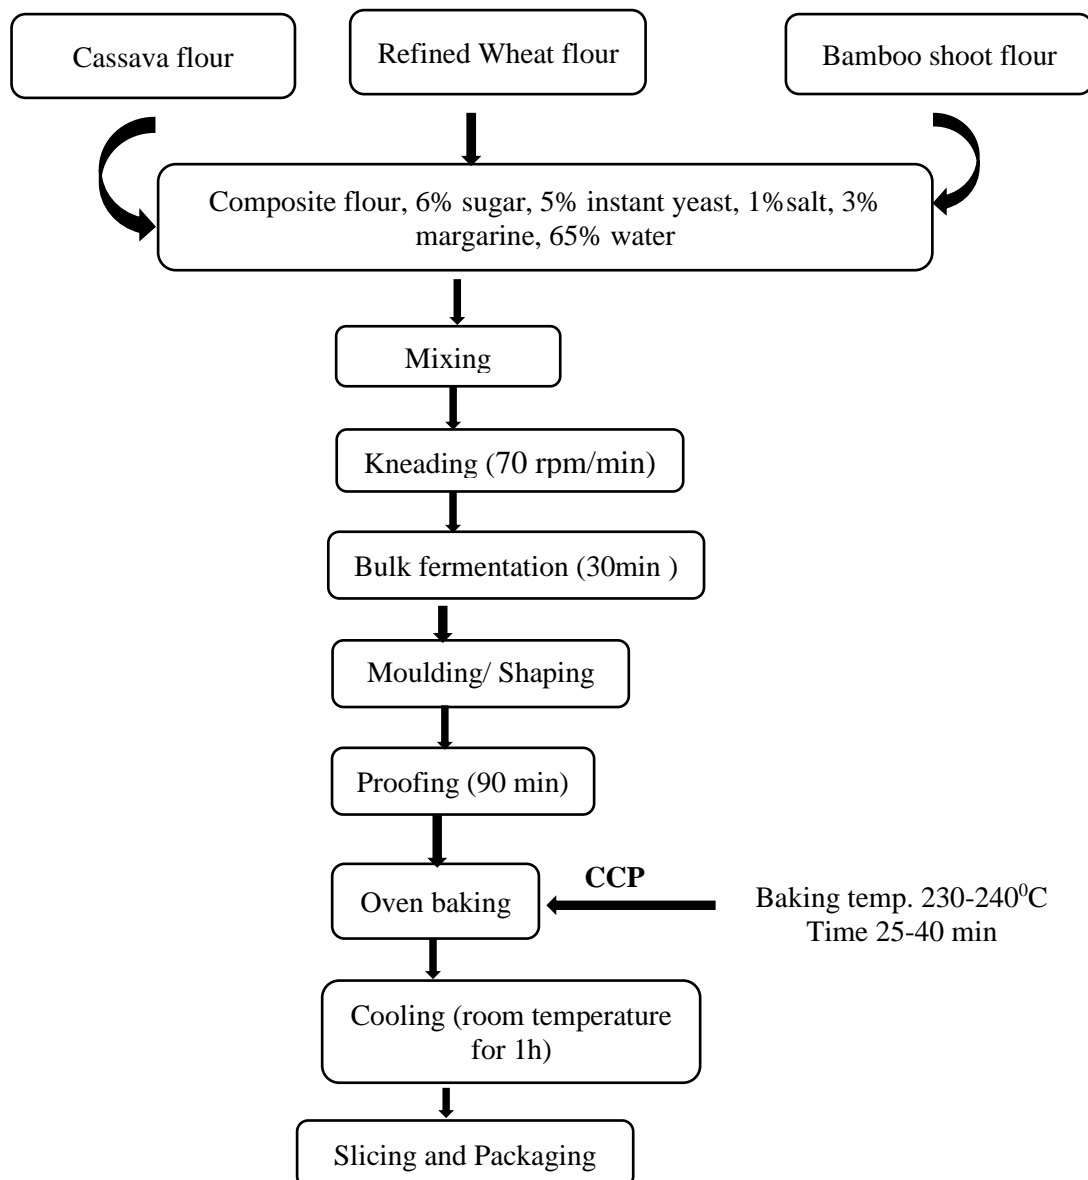 Cassava flour
Refined Wheat flour
Bamboo shoot flour
Composite flour, 6% sugar, 5% instant yeast, 1%salt, 3%
margarine, 65% water
Mixing
Kneading (70 rpm/min)
Bulk fermentation (30min )
Moulding/ Shaping
Proofing (90 min)
Oven baking
CCP
Baking temp. 230-240⁰C
Time 25-40 min
Cooling (room temperature
for 1h)
Slicing and Packaging